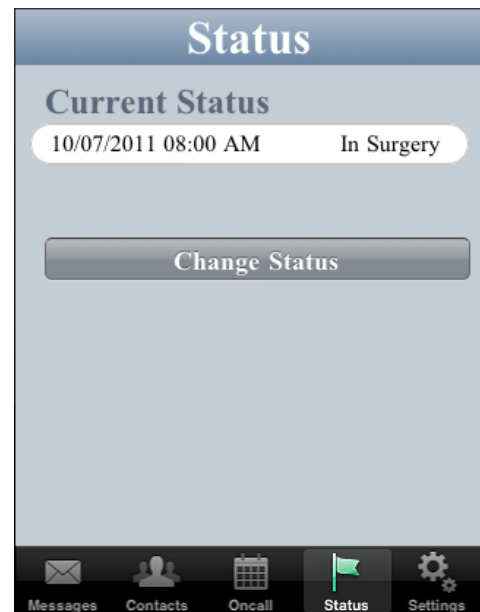 Status
Current Status
10/07/2011 08:00 AM In Surgery
Change Status
Messages Contacts Oncall Status Settings